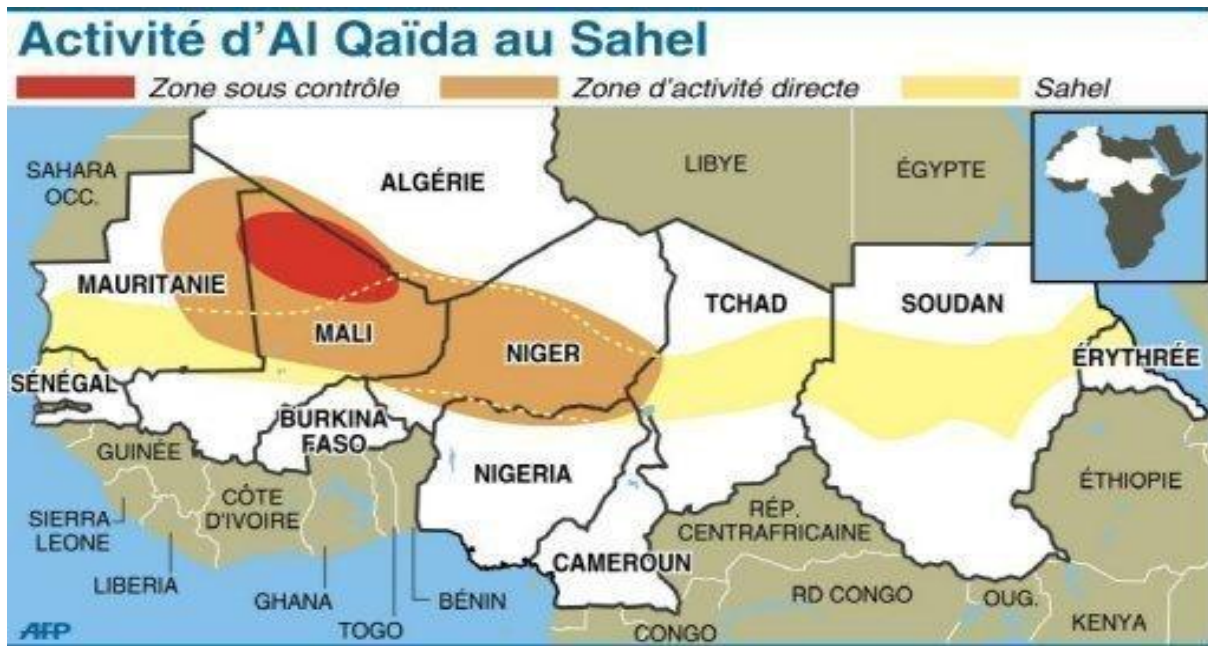 Activité d'Al Qaïda au Sahel
Zone sous contrôle
Zone d'activité directe
Sahel
SAHARA
OCC.
ALGÉRIE
LIBYE
ÉGYPTE
MAURITANIE
MALI
NIGER
TCHAD
SOUDAN
ÉRYTHRÉE
SÉNÉGAL
BURKINA
FASO
NIGERIA
GUINÉE
CÔTE
D'IVOIRE
SIERRA
LEONE
LIBERIA
GHANA
TOGO
BÉNIN
CAMEROUN
RÉP.
CENTRAFRICAINE
ÉTHIOPIE
RD CONGO
OUG.
KENYA
CONGO
AFP